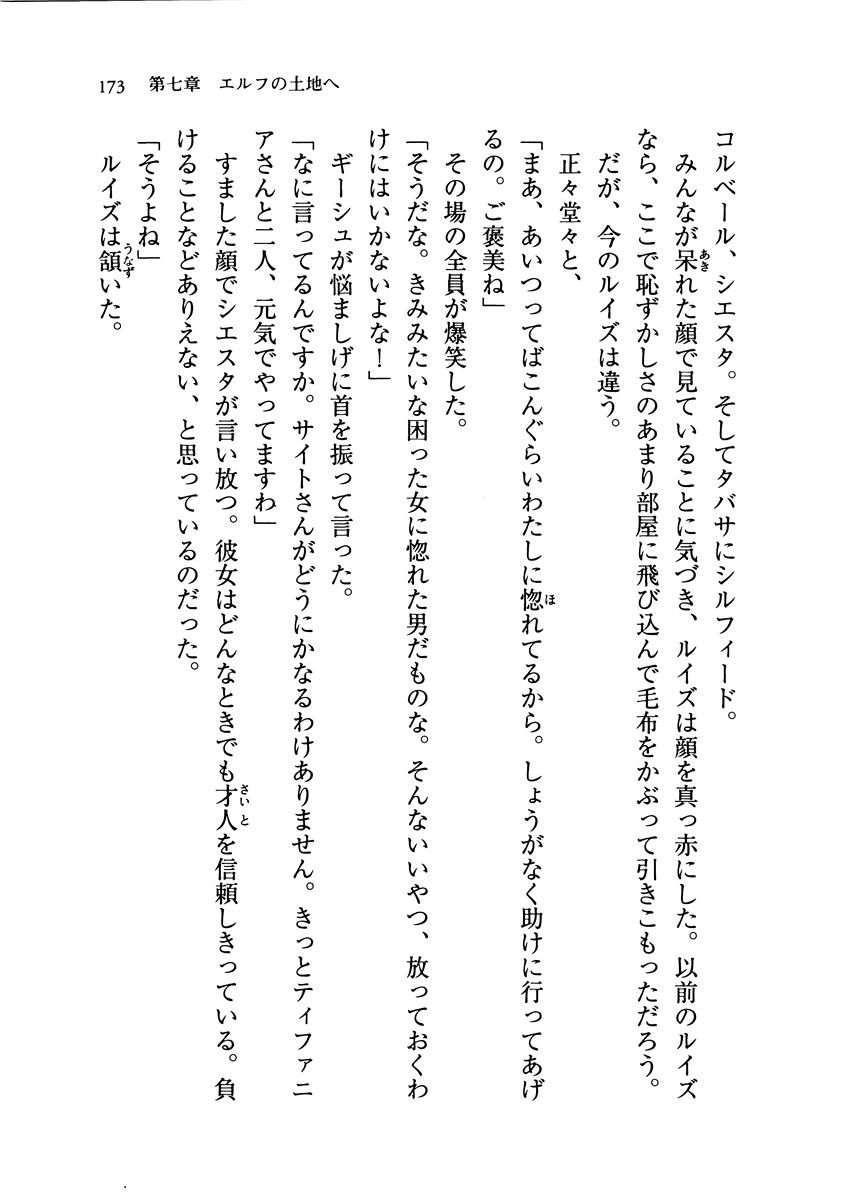 173　第七章　エルフの土地へ
コルベール、シエスタ。そしてタバサにシルフィード。
　みんなが呆れた顔で見ていることに気づき、ルイズは顔を真っ赤にした。以前のルイズ
なら、ここで恥ずかしさのあまり部屋に飛び込んで毛布をかぶって引きこもっただろう。
　だが、今のルイズは違う。
　正々堂々と、
「まあ、あいつってばこんぐらいわたしに惚れてるから。しょうがなく助けに行ってあげ
るの。ご褒美ね」
　その場の全員が爆笑した。
「そうだな。きみみたいな困った女に惚れた男だものな。そんないいやつ、放っておくわ
けにはいかないよな！」
　ギーシュが悩ましげに首を振って言った。
「なに言ってるんですか。サイトさんがどうにかなるわけありません。きっとティファニ
アさんと二人、元気でやってますわ」
　すました顔でシエスタが言い放つ。彼女はどんなときでも才人を信頼しきっている。負
けることなどありえない、と思っているのだった。
「そうよね」
　ルイズは頷いた。